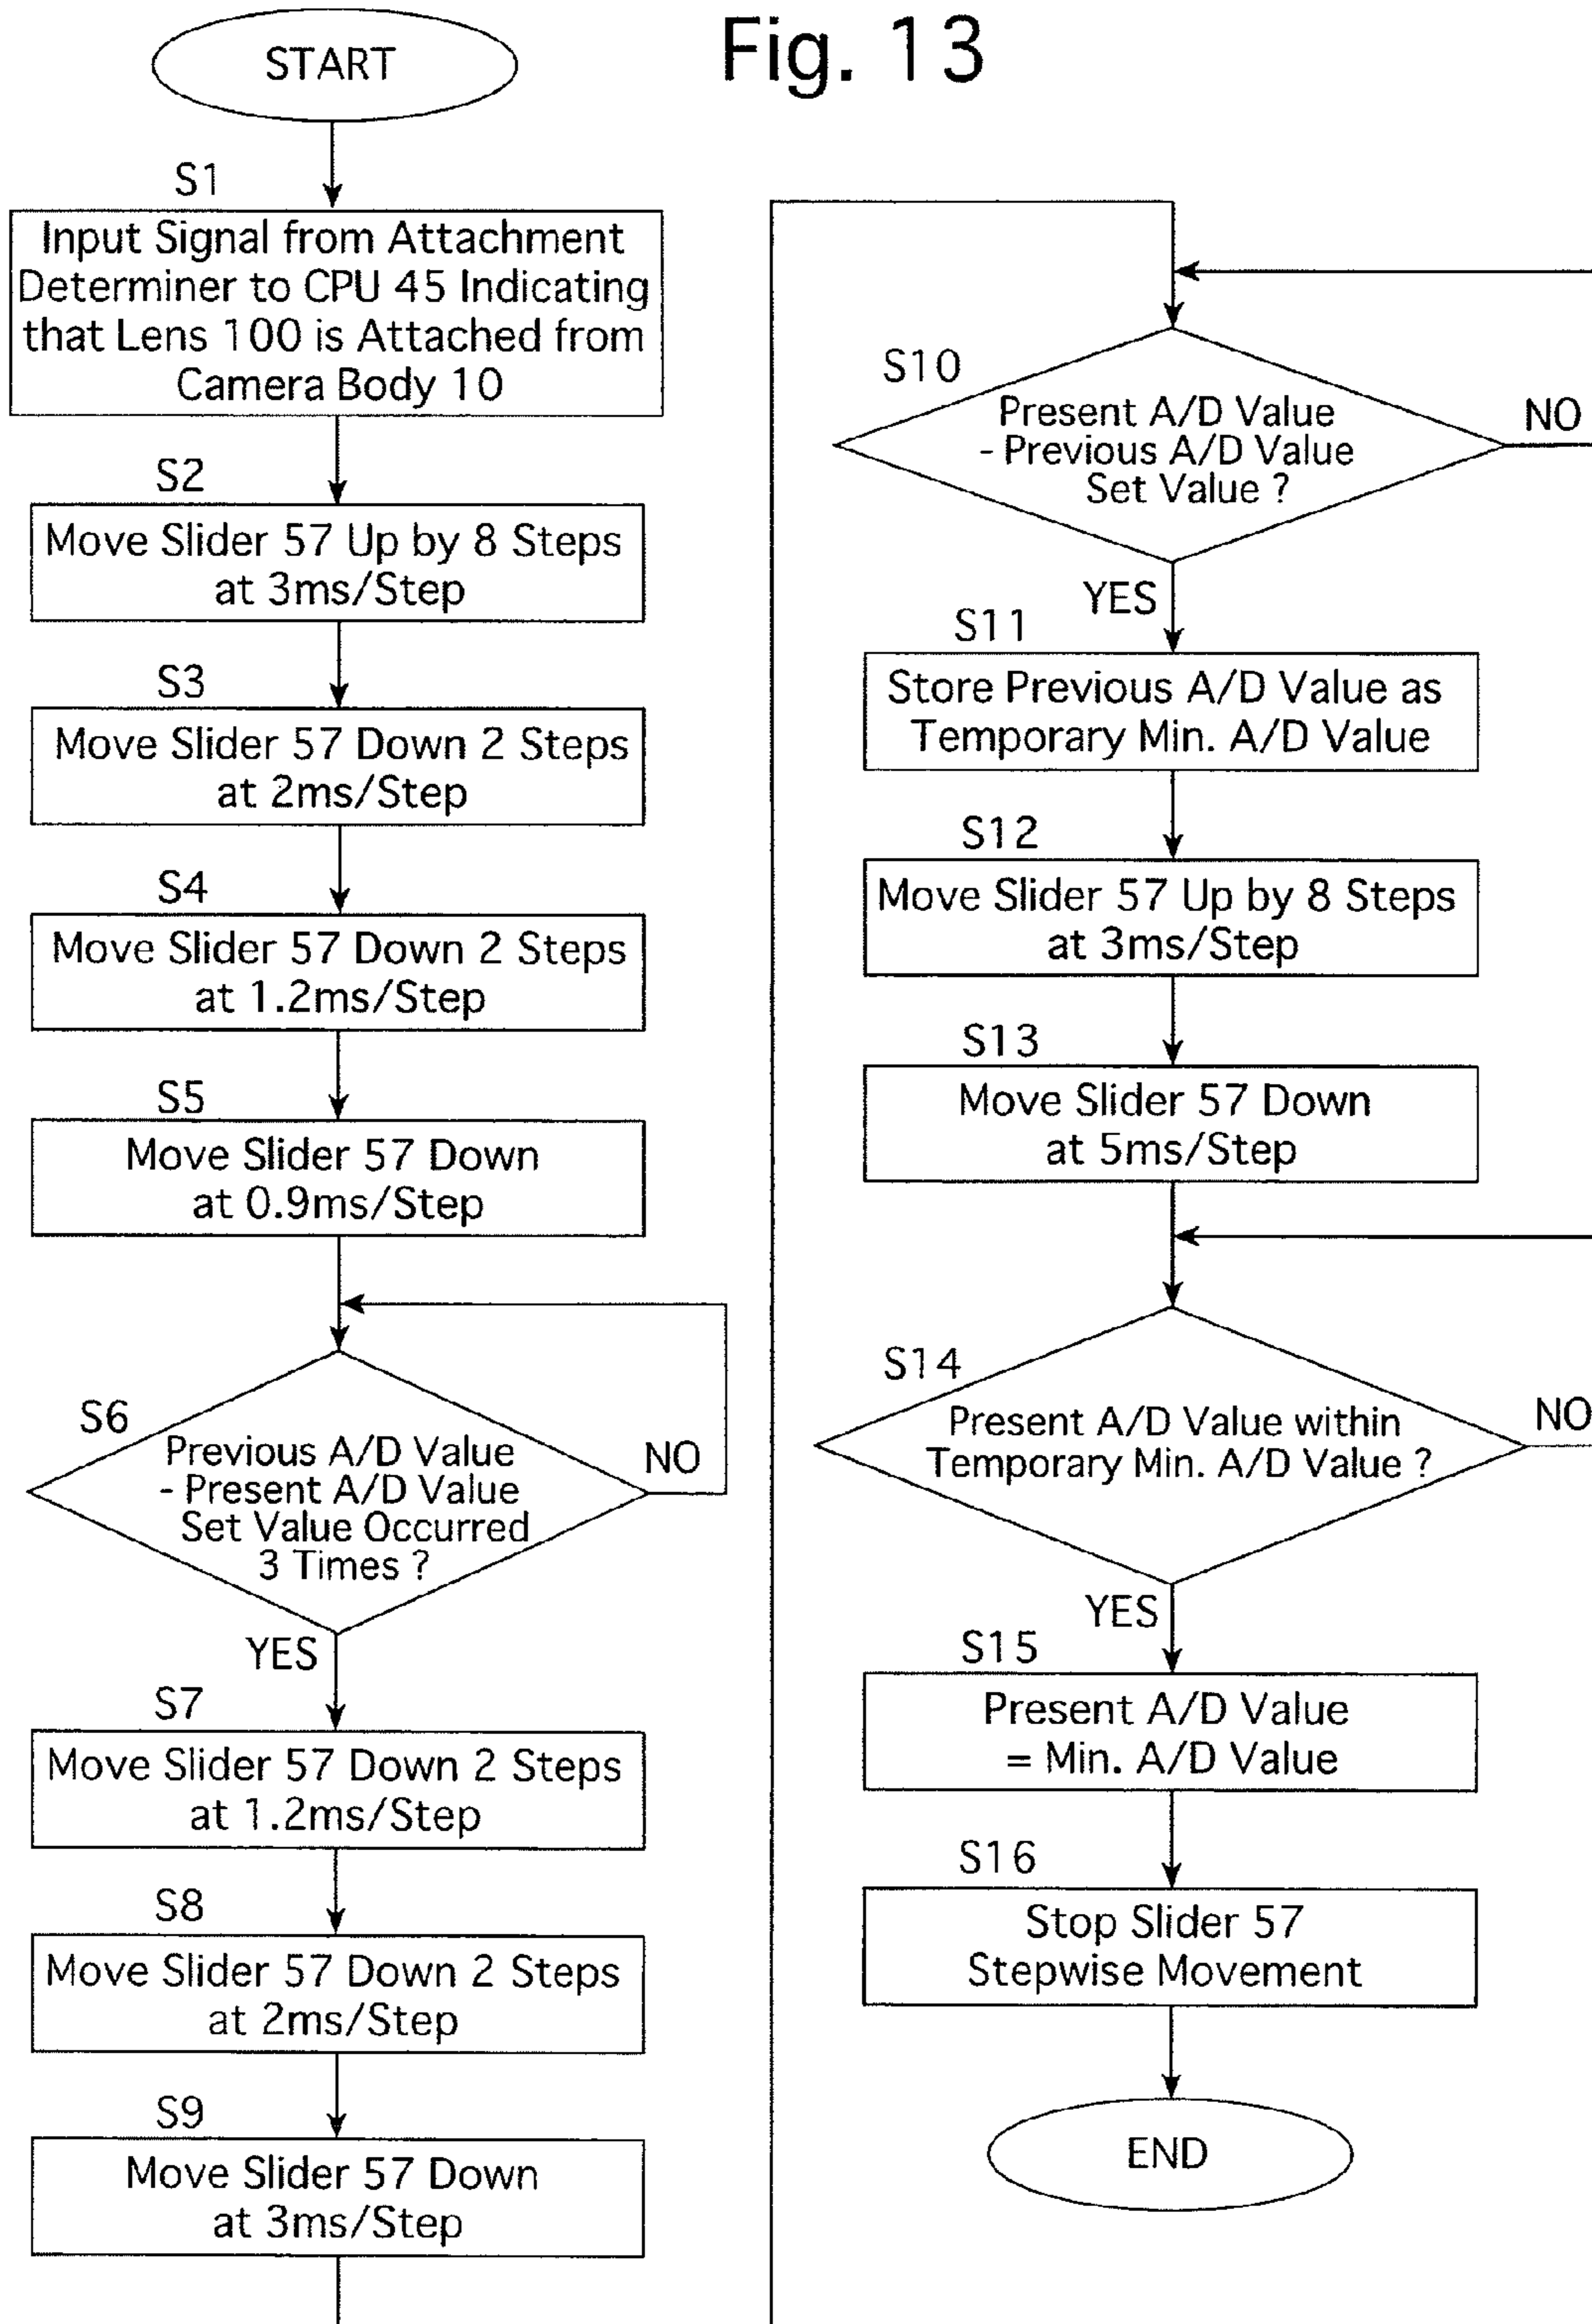 Fig. 13
START
S1
Input Signal from Attachment
Determiner to CPU 45 Indicating
that Lens 100 is Attached from
Camera Body 10
S2
Move Slider 57 Up by 8 Steps
at 3ms/Step
S3
Move Slider 57 Down 2 Steps
at 2ms/Step
S4
Move Slider 57 Down 2 Steps
at 1.2ms/Step
S5
Move Slider 57 Down
at 0.9ms/Step
S6
Previous A/D Value
- Present A/D Value
Set Value Occurred
3 Times ?
NO
YES
S7
Move Slider 57 Down 2 Steps
at 1.2ms/Step
S8
Move Slider 57 Down 2 Steps
at 2ms/Step
S9
Move Slider 57 Down
at 3ms/Step
S10
Present A/D Value
- Previous A/D Value
Set Value ?
NO
YES
S11
Store Previous A/D Value as
Temporary Min. A/D Value
S12
Move Slider 57 Up by 8 Steps
at 3ms/Step
S13
Move Slider 57 Down
at 5ms/Step
S14
Present A/D Value within
Temporary Min. A/D Value ?
NO
YES
S15
Present A/D Value
= Min. A/D Value
S16
Stop Slider 57
Stepwise Movement
END